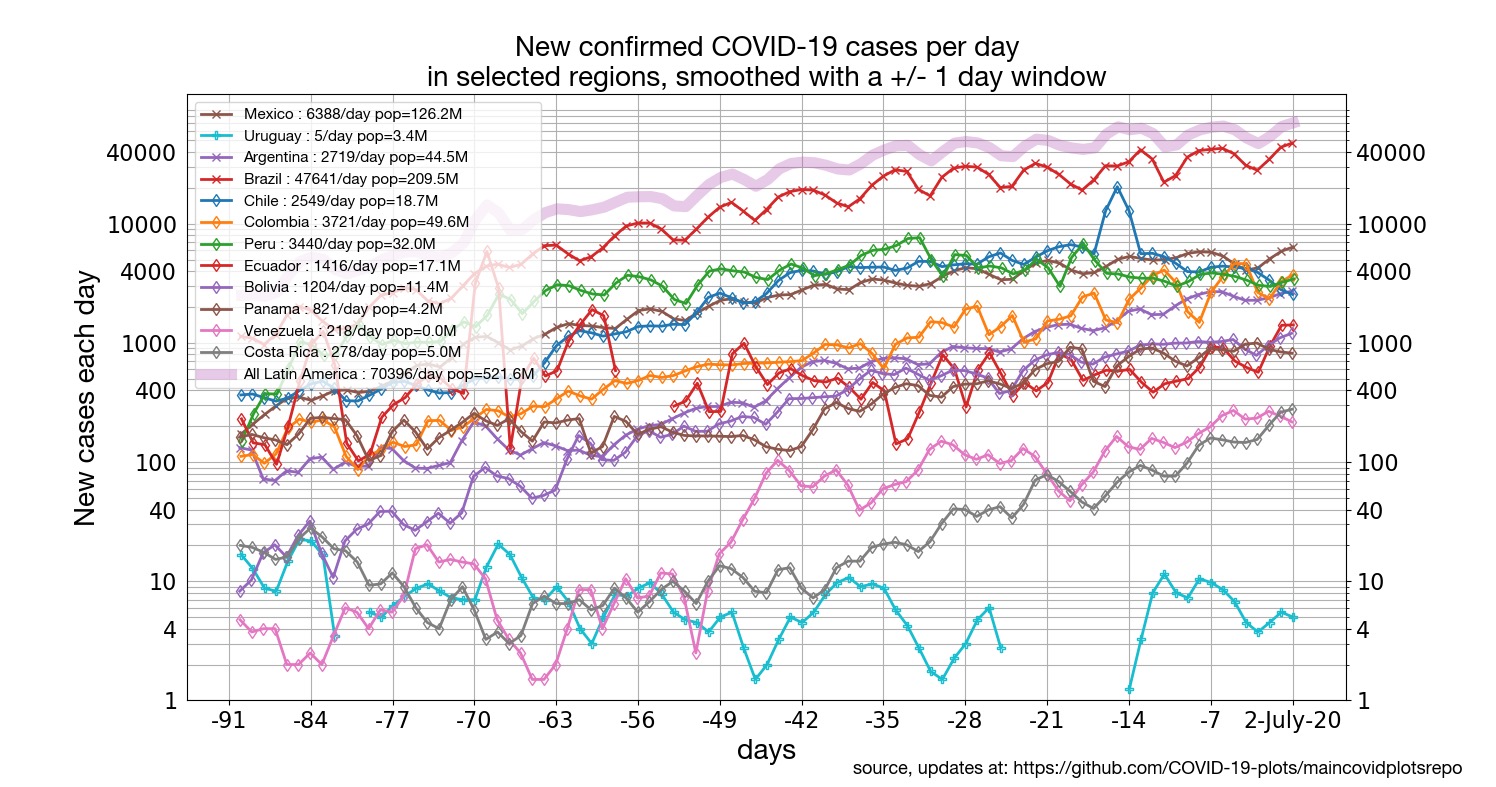 New confirmed COVID-19 cases per day
in selected regions, smoothed with a +/- 1 day window
Mexico : 6388/day pop=126.2M
Uruguay : 5/day pop=3.4M
Argentina : 2719/day pop=44.5M
Brazil : 47641/day pop=209.5M
Chile : 2549/day pop=18.7M
Colombia : 3721/day pop=49.6M
Peru : 3440/day pop=32.0M
Ecuador : 1416/day pop=17.1M
Bolivia : 1204/day pop=11.4M
Panama : 821/day pop=4.2M
Venezuela : 218/day pop=0.0M
Costa Rica : 278/day pop=5.0M
All Latin America : 70396/day pop=521.6M
New cases each day
40000
10000
4000
1000
400
100
40
10
4
1
40000
10000
4000
1000
400
100
40
10
4
1
-91 -84 -77 -70 -63 -56 -49 -42 -35 -28 -21 -14 -7 2-July-20
days
source, updates at: https://github.com/COVID-19-plots/maincovidplotsrepo